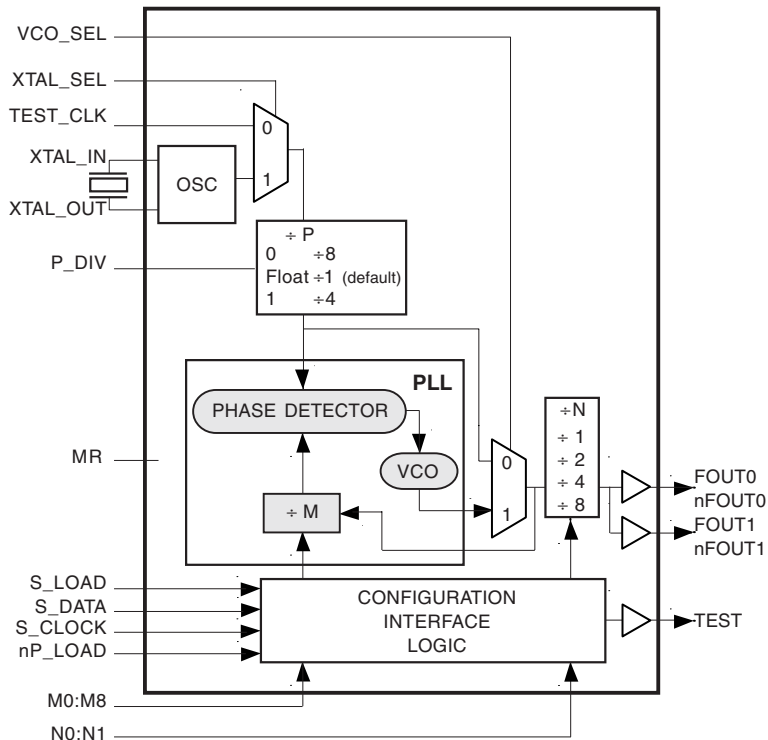 VCO_SEL
XTAL_SEL
TEST_CLK
0
XTAL_IN
OSC
1
XTAL_OUT
÷ P
0 ÷8
P_DIV
Float ÷1 (default)
1 ÷4
PLL
PHASE DETECTOR
÷N
÷ 1
÷ 2
÷ 4
÷ 8
MR
VCO
0
1
FOUT0
nFOUT0
FOUT1
nFOUT1
÷ M
S_LOAD
S_DATA
S_CLOCK
nP_LOAD
CONFIGURATION
INTERFACE
LOGIC
TEST
M0:M8
N0:N1